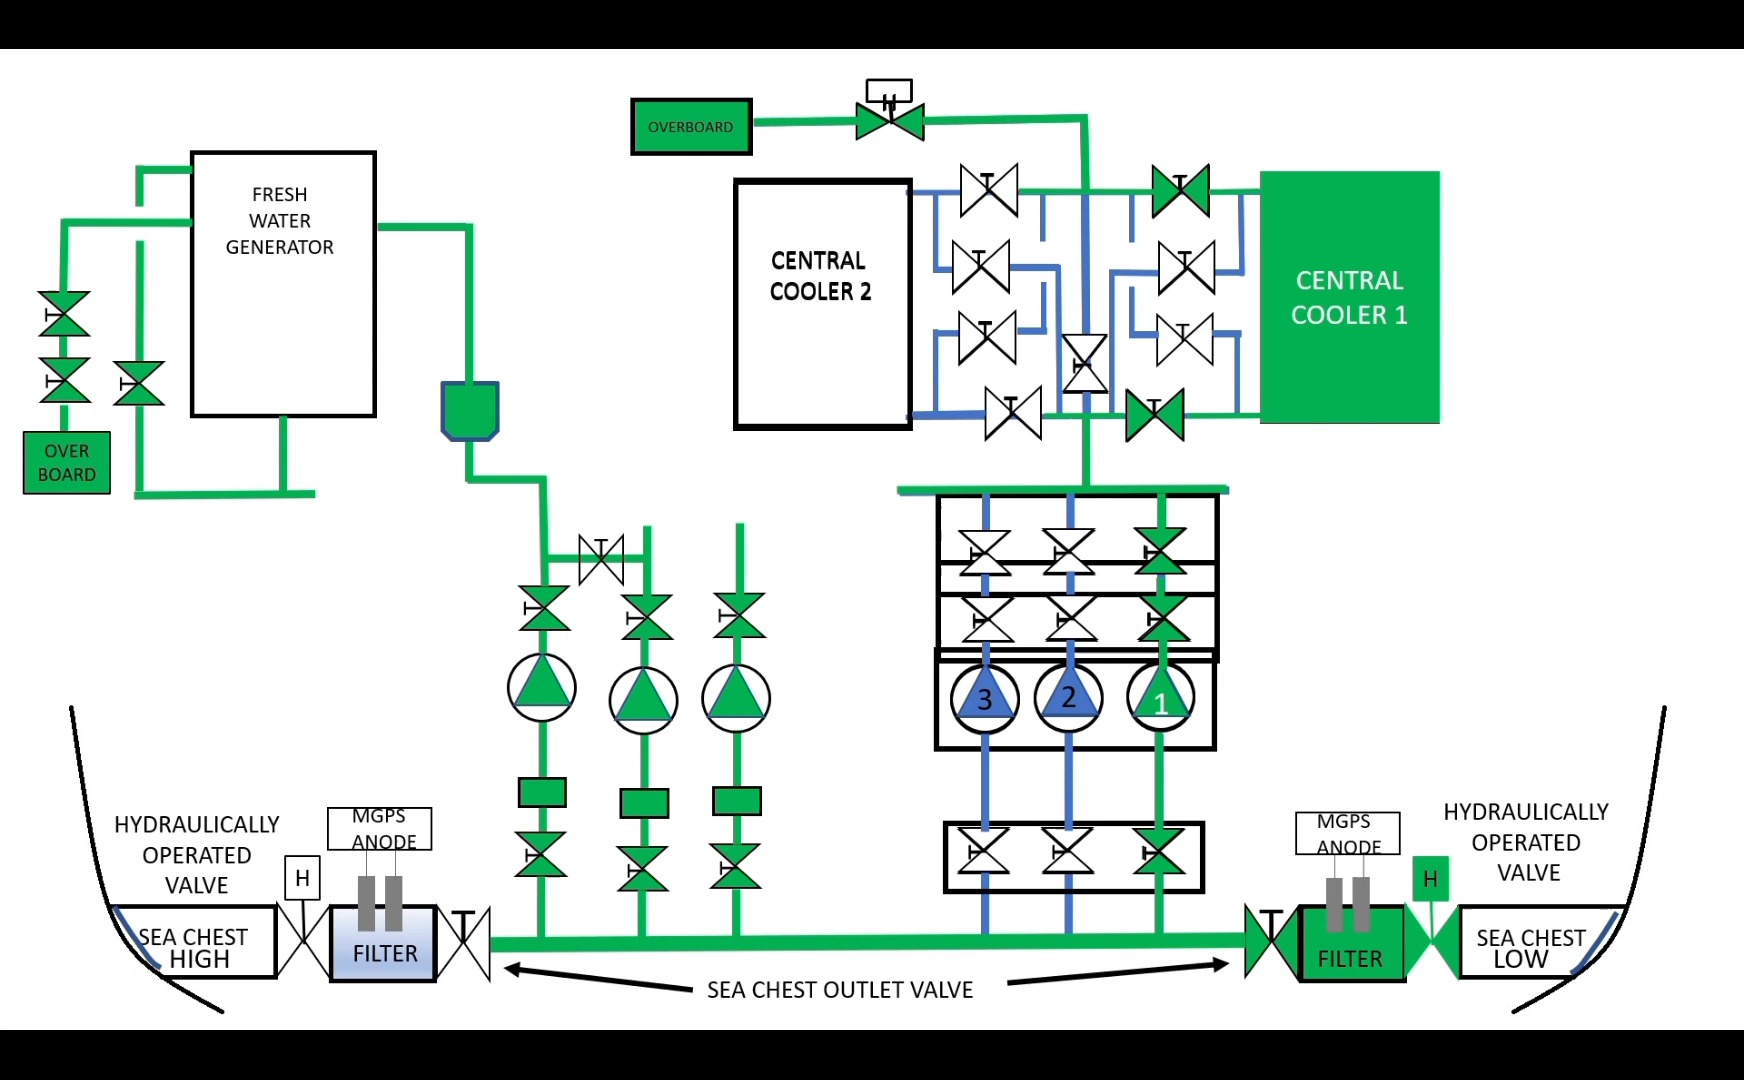 H
OVERBOARD
FRESH
WATER
GENERATOR
CENTRAL
COOLER 2
CENTRAL
COOLER 1
OVER
BOARD
3
2
1
HYDRAULICALLY
OPERATED
VALVE
MGPS
ANODE
H
SEA CHEST
HIGH
FILTER
SEA CHEST OUTLET VALVE
MGPS
ANODE
HYDRAULICALLY
OPERATED
VALVE
H
FILTER
SEA CHEST
LOW